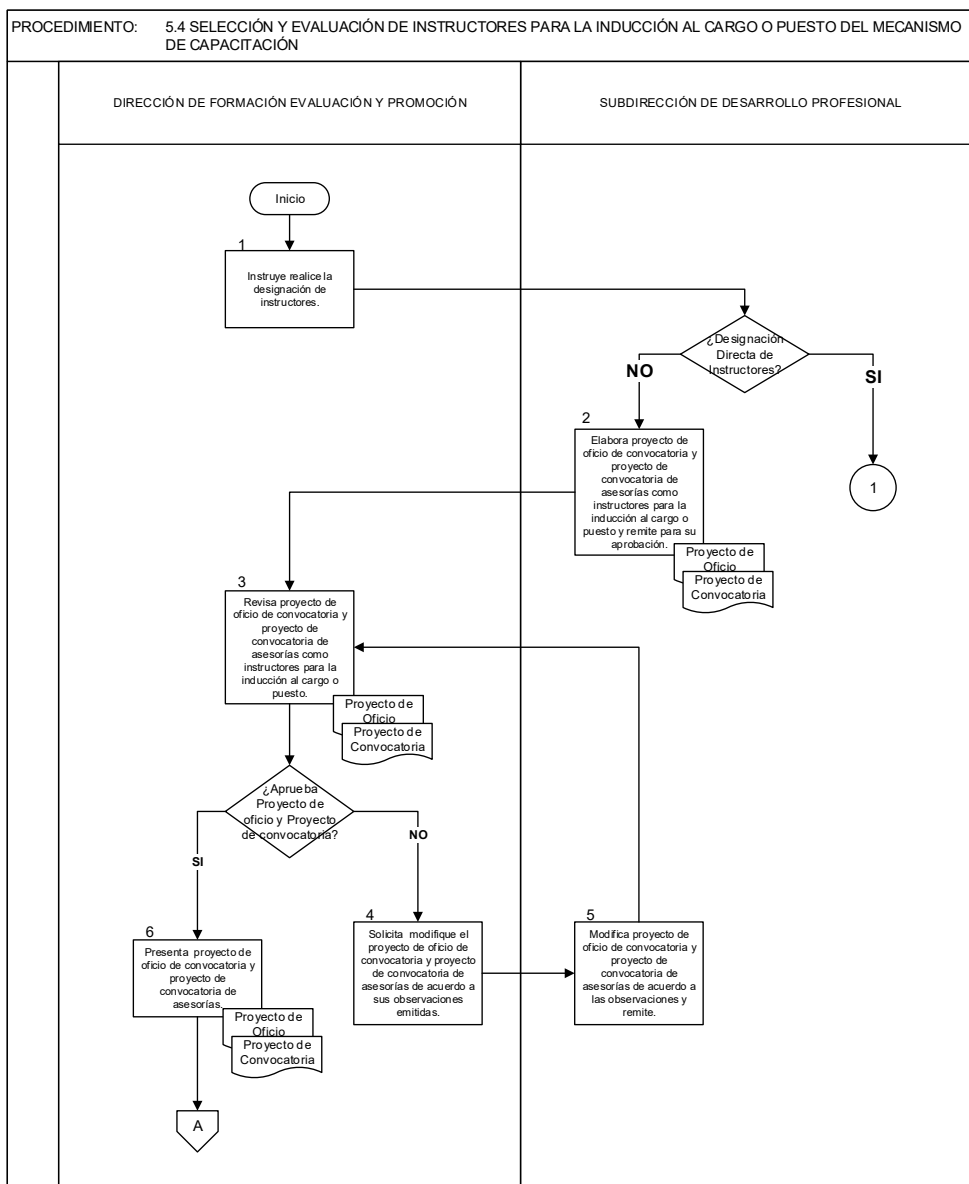 PROCEDIMIENTO: 5.4 SELECCIÓN Y EVALUACIÓN DE INSTRUCTORES PARA LA INDUCCIÓN AL CARGO O PUESTO DEL MECANISMO
DE CAPACITACIÓN
DIRECCIÓN DE FORMACIÓN EVALUACIÓN Y PROMOCIÓN
SUBDIRECCIÓN DE DESARROLLO PROFESIONAL
Inicio
1
Instruye realice la
designación de
instructores.
¿Designación
Directa de
Instructores?
NO
SI
2
Elabora proyecto de
oficio de convocatoria y
proyecto de
convocatoria de
asesorías como
instructores para la
inducción al cargo o
puesto y remite para su
aprobación.
Proyecto de
Oficio
Proyecto de
Convocatoria
1
3
Revisa proyecto de
oficio de convocatoria y
proyecto de
convocatoria de
asesorías como
instructores para la
inducción al cargo o
puesto.
Proyecto de
Oficio
Proyecto de
Convocatoria
¿Aprueba
Proyecto de
oficio y Proyecto
de convocatoria?
NO
SI
4
Solicita modifique el
proyecto de oficio de
convocatoria y proyecto
de convocatoria de
asesorías de acuerdo a
sus observaciones
emitidas.
5
Modifica proyecto de
oficio de convocatoria y
proyecto de
convocatoria de
asesorías de acuerdo a
las observaciones y
remite.
6
Presenta proyecto de
oficio de convocatoria y
proyecto de
convocatoria de
asesorías.
Proyecto de
Oficio
Proyecto de
Convocatoria
A